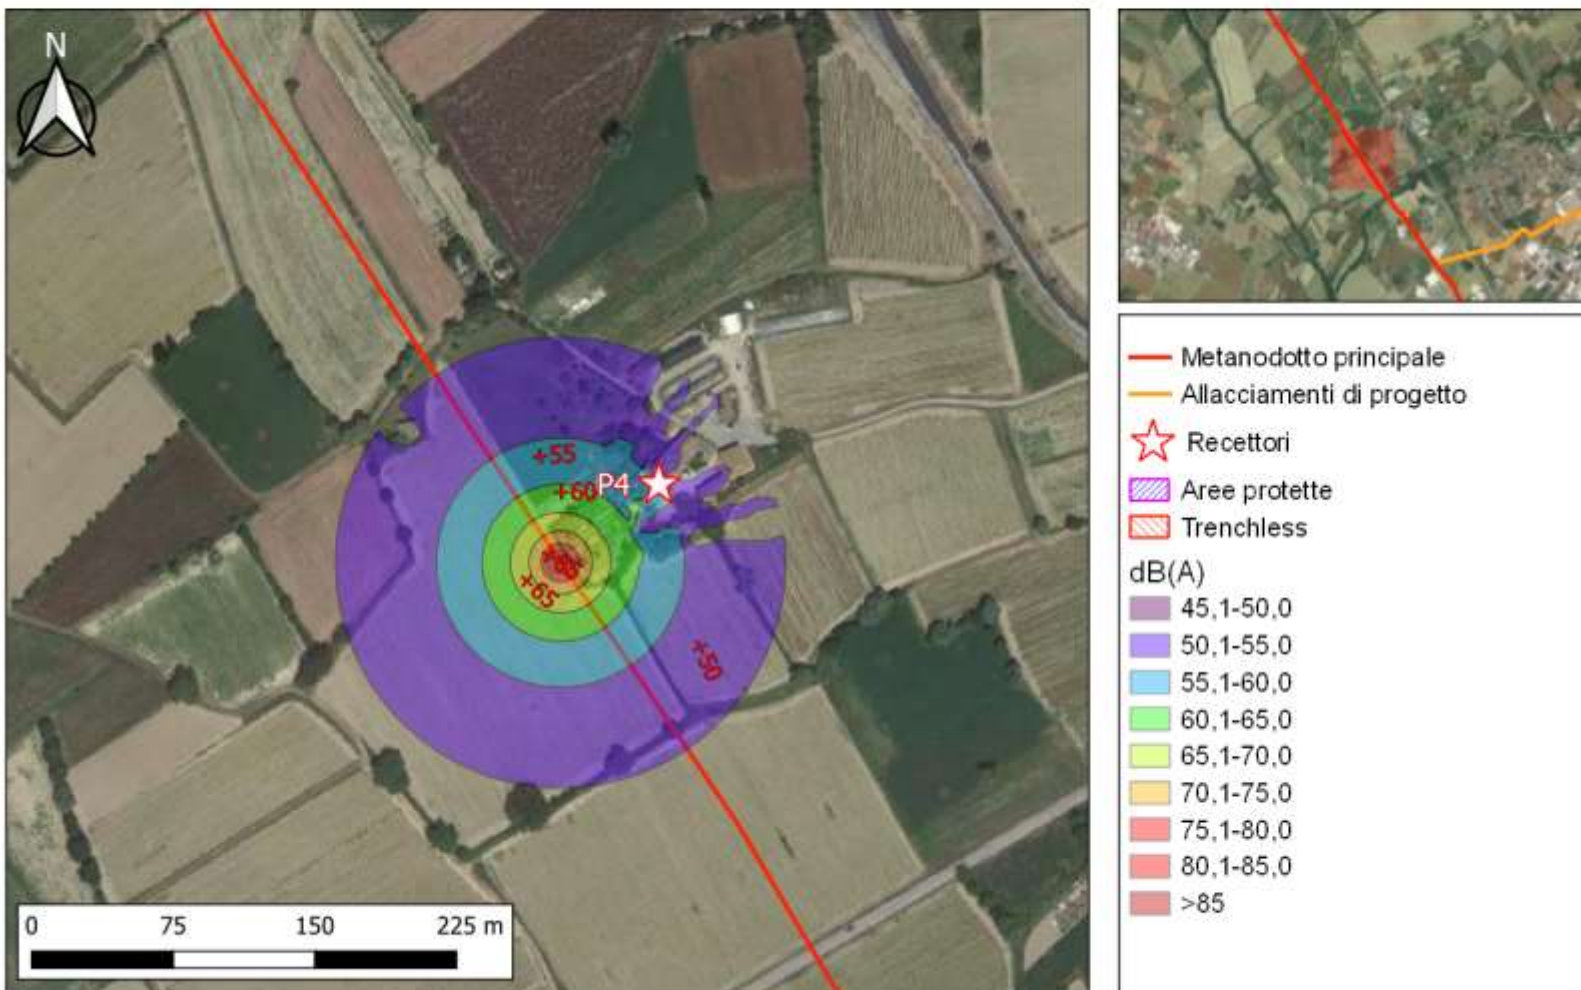 N
+55
+60
P4
+65
+50
0 75 150 225 m
Metanodotto principale
Allacciamenti di progetto
Recettori
Aree protette
Trenchless
dB(A)
45,1-50,0
50,1-55,0
55,1-60,0
60,1-65,0
65,1-70,0
70,1-75,0
75,1-80,0
80,1-85,0
>85